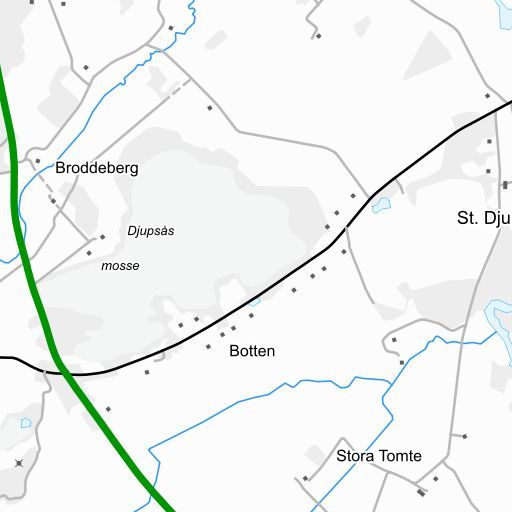 Broddeberg
St. Dju
Djupsås
mosse
Botten
Stora Tomte